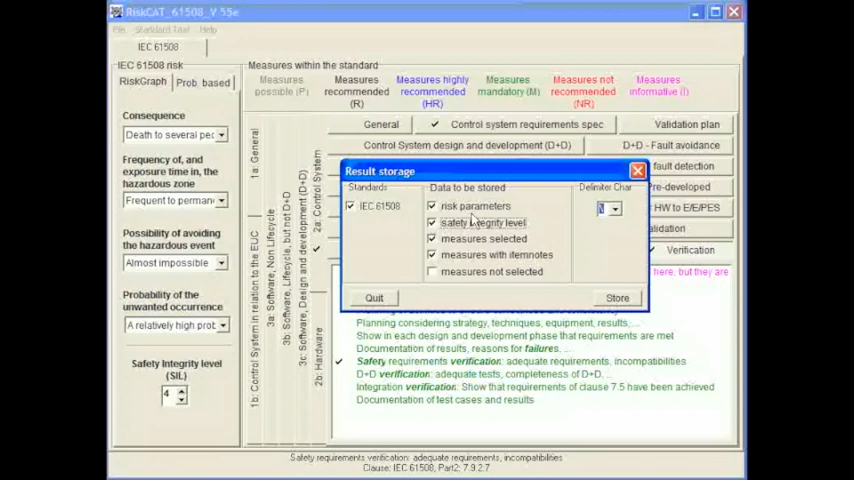 RiskCAT_61508_V 55e
File Standard Tool Help
IEC 61508
IEC 61508 risk
RiskGraph
Prob. based
Consequence
Death to several peo
Frequency of, and
exposure time in, the
hazardous zone
Frequent to perman
Possibility of avoiding
the hazardous event
Almost impossible
Probability of the
unwanted occurrence
A relatively high prob
Safety Integrity level
(SIL)
4
Measures within the standard
Measures
possible (P)
Measures
recommended
(R)
Measures highly
recommended
(HR)
Measures
mandatory (M)
Measures not
recommended
(NR)
Measures
informative (I)
1a: General
1b: Control System in relation to the EUC
3a: Software, Non Lifecycle
3b: Software, Lifecycle, but not D+D
3c: Software, Design and development (D+D)
2a: Control System
2b: Hardware
General
Control system requirements spec
Validation plan
Control System design and development (D+D)
D+D - Fault avoidance
fault detection
Pre-developed
HW to E/E/PES
idation
Verification
Result storage
Standards
IEC 61508
Data to be stored
risk parameters
safety integrity level
measures selected
measures with itemnotes
measures not selected
Delimiter Char
Quit
Store
here, but they are
Planning considering strategy, techniques, equipment, results,...
Show in each design and development phase that requirements are met
Documentation of results, reasons for failures, ...
Safety requirements verification: adequate requirements, incompatibilities
D+D verification: adequate tests, completeness of D+D, ...
Integration verification: Show that requirements of clause 7.5 have been achieved
Documentation of test cases and results
Safety requirements verification: adequate requirements, incompatibilities
Clause: IEC 61508, Part2: 7.9.2.7